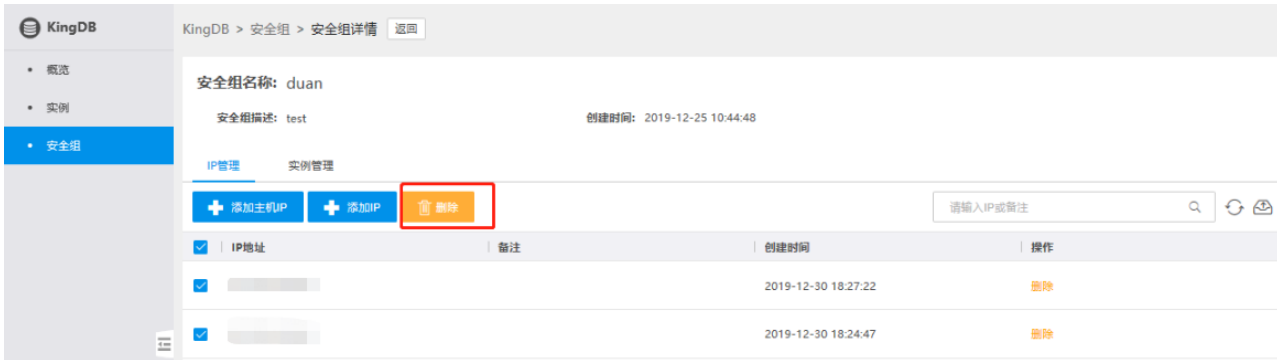 KingDB
KingDB > 安全组 > 安全组详情 返回
概览
实例
安全组
安全组名称: duan
安全组描述: test 创建时间: 2019-12-25 10:44:48
IP管理 实例管理
添加主机IP 添加IP 删除 请输入IP或备注
IP地址 备注 创建时间 操作
2019-12-30 18:27:22 删除
2019-12-30 18:24:47 删除